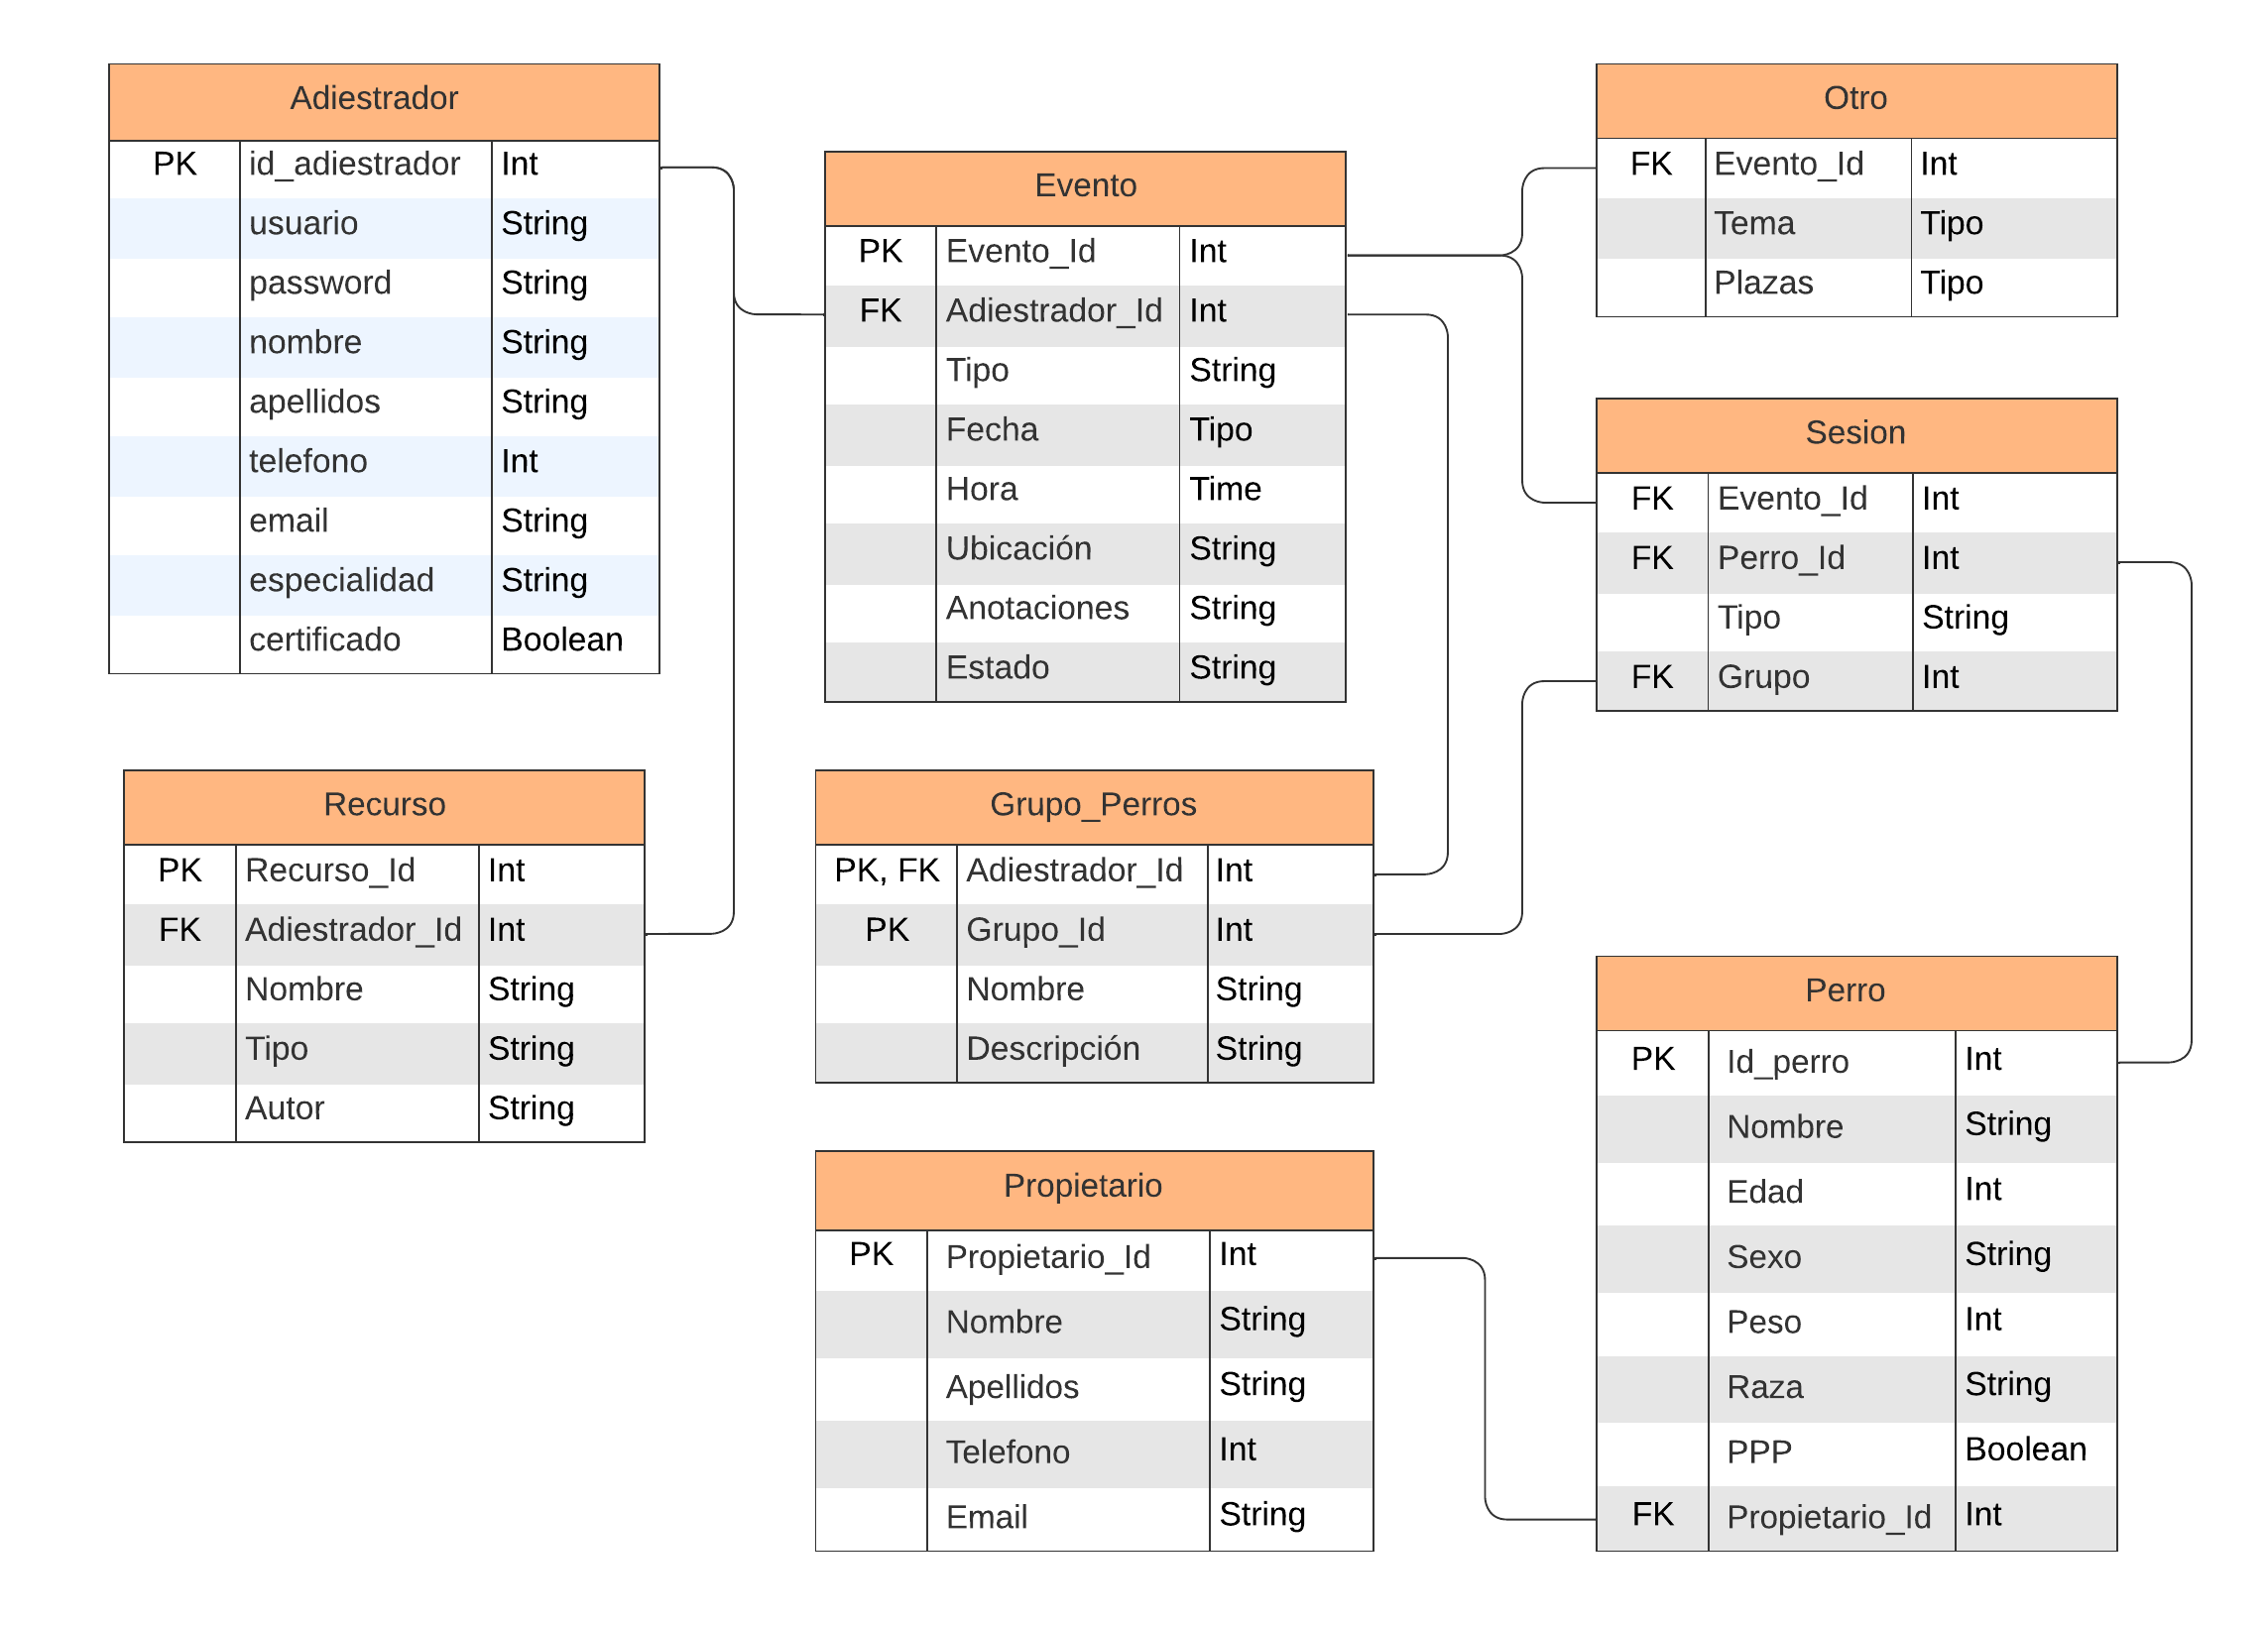 Adiestrador
PK id_adiestrador Int
usuario String
password String
nombre String
apellidos String
telefono Int
email String
especialidad String
certificado Boolean
Recurso
PK Recurso_Id Int
FK Adiestrador_Id Int
Nombre String
Tipo String
Autor String
Evento
PK Evento_Id Int
FK Adiestrador_Id Int
Tipo String
Fecha Tipo
Hora Time
Ubicación String
Anotaciones String
Estado String
Grupo_Perros
PK, FK Adiestrador_Id Int
PK Grupo_Id Int
Nombre String
Descripción String
Propietario
PK Propietario_Id Int
Nombre String
Apellidos String
Telefono Int
Email String
Otro
FK Evento_Id Int
Tema Tipo
Plazas Tipo
Sesion
FK Evento_Id Int
FK Perro_Id Int
Tipo String
FK Grupo Int
Perro
PK Id_perro Int
Nombre String
Edad Int
Sexo String
Peso Int
Raza String
PPP Boolean
FK Propietario_Id Int